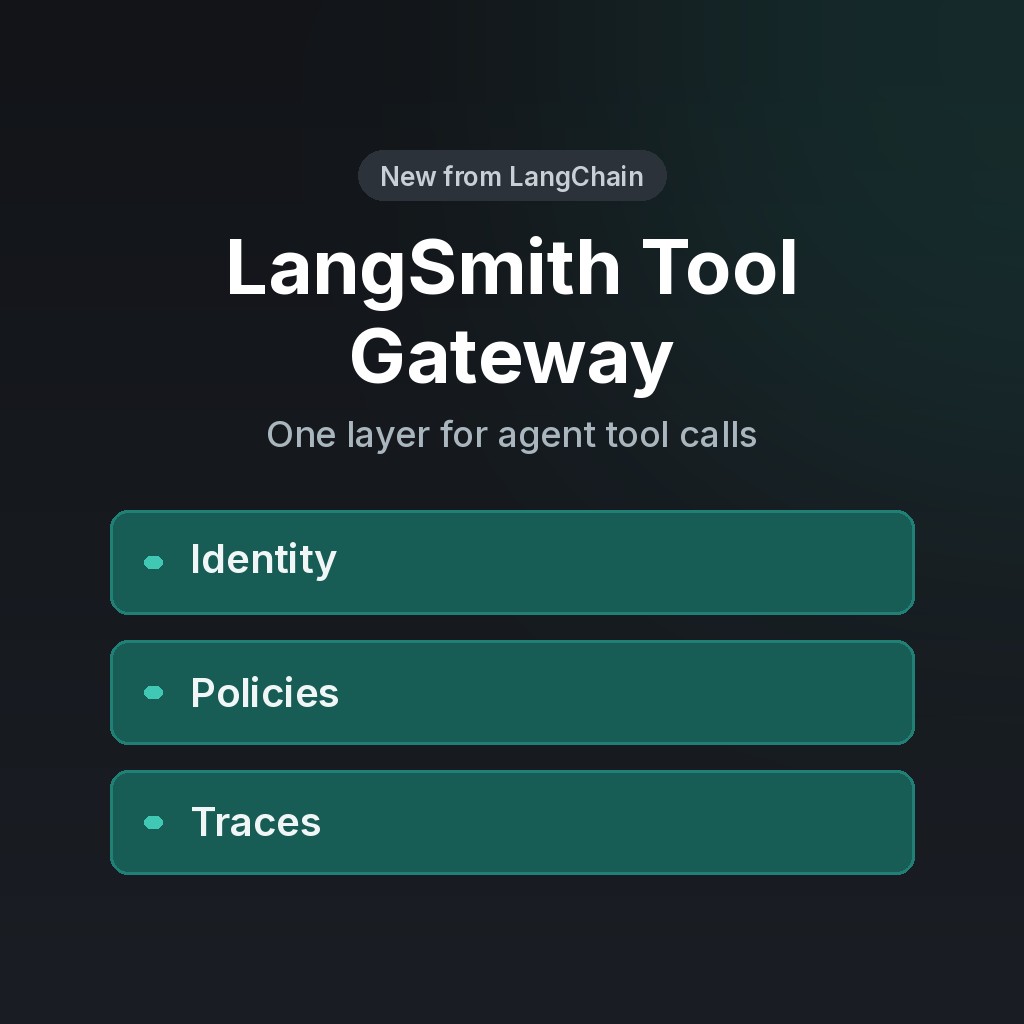 New from LangChain
LangSmith Tool
Gateway
One layer for agent tool calls
Identity
Policies
Traces